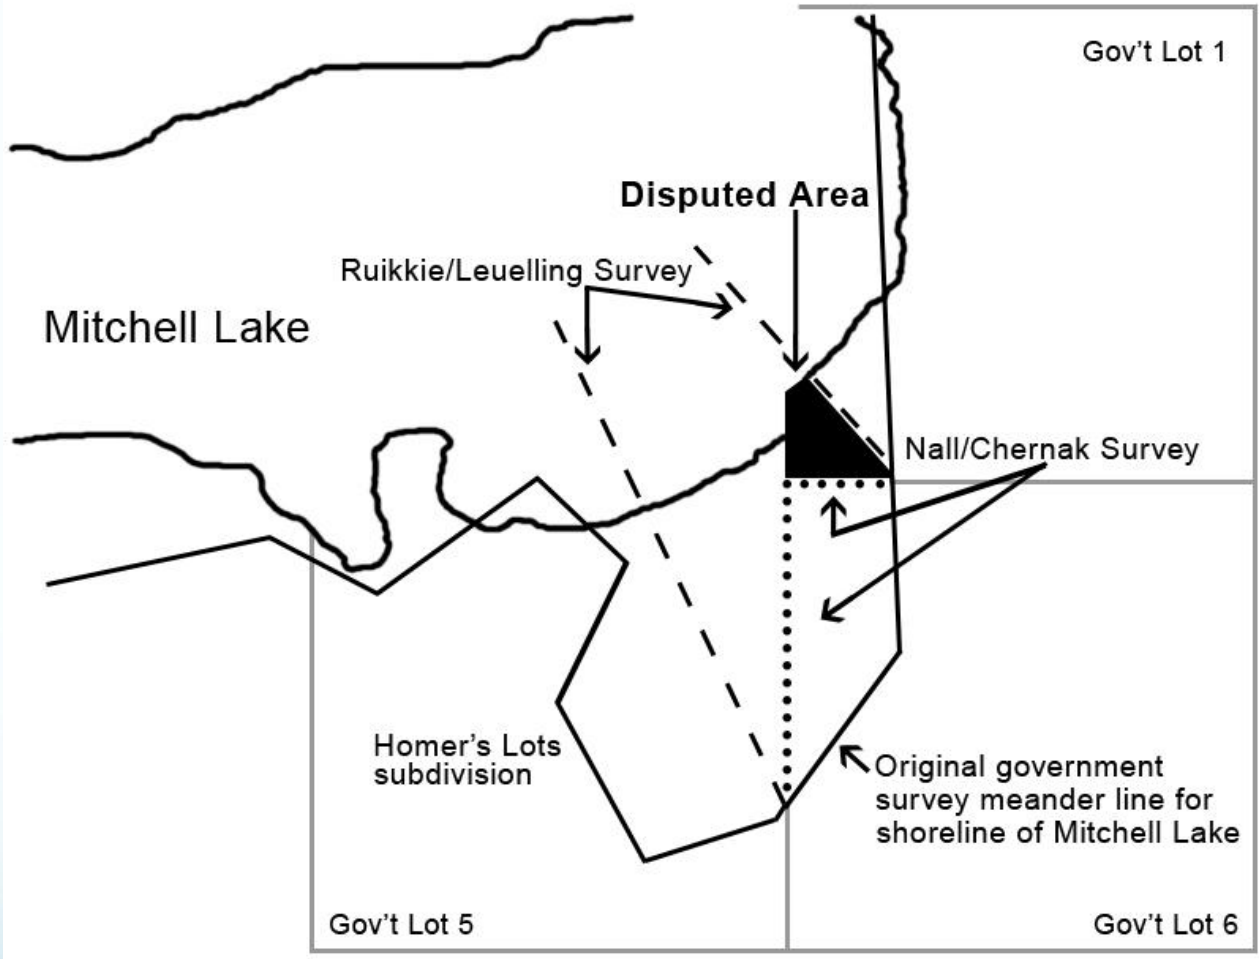 Gov't Lot 1
Disputed Area
Ruikkie/Leuelling Survey
Mitchell Lake
Nall/Chernak Survey
Homer's Lots
subdivision
Original government
survey meander line for
shoreline of Mitchell Lake
Gov't Lot 5
Gov't Lot 6